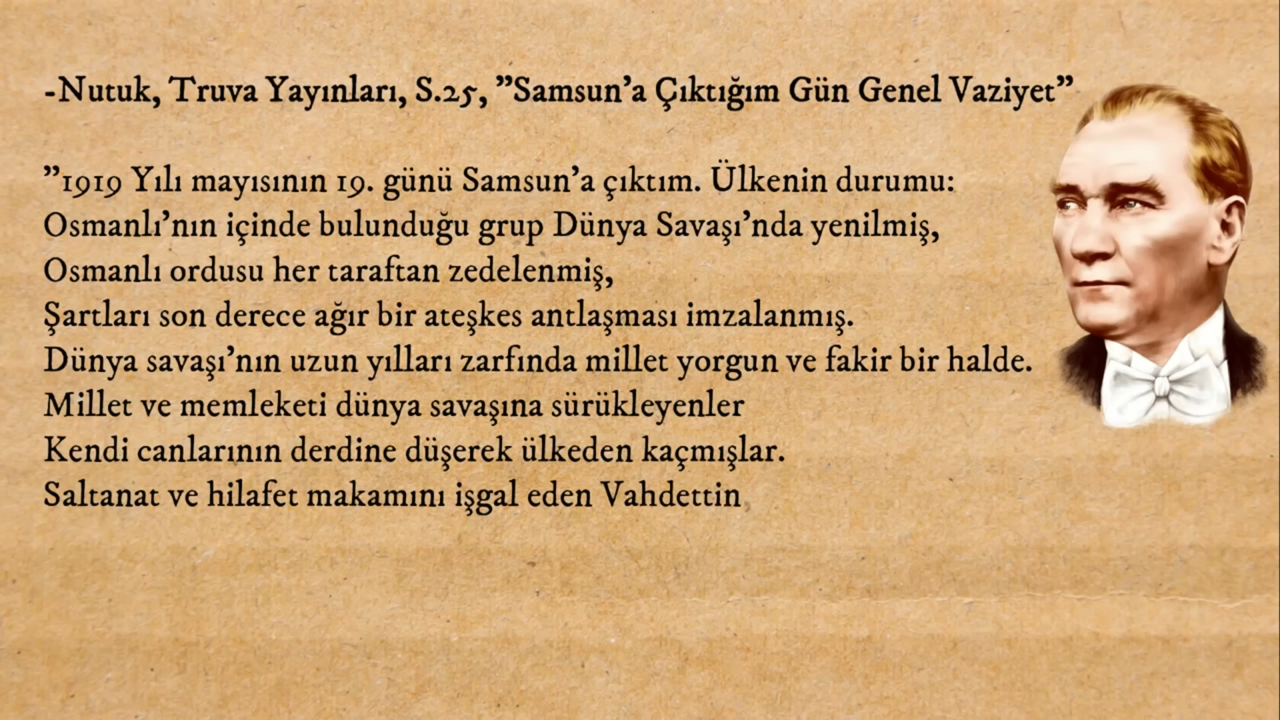 -Nutuk, Truva Yayınları, S.25, "Samsun'a Çıktığım Gün Genel Vaziyet"
"1919 Yılı mayısının 19. günü Samsun'a çıktım. Ülkenin durumu:
Osmanlı'nın içinde bulunduğu grup Dünya Savaşı'nda yenilmiş,
Osmanlı ordusu her taraftan zedelenmiş,
Şartları son derece ağır bir ateşkes antlaşması imzalanmış.
Dünya savaşı'nın uzun yılları zarfında millet yorgun ve fakir bir halde.
Millet ve memleketi dünya savaşına sürükleyenler
Kendi canlarının derdine düşerek ülkeden kaçmışlar.
Saltanat ve hilafet makamını işgal eden Vahdettin